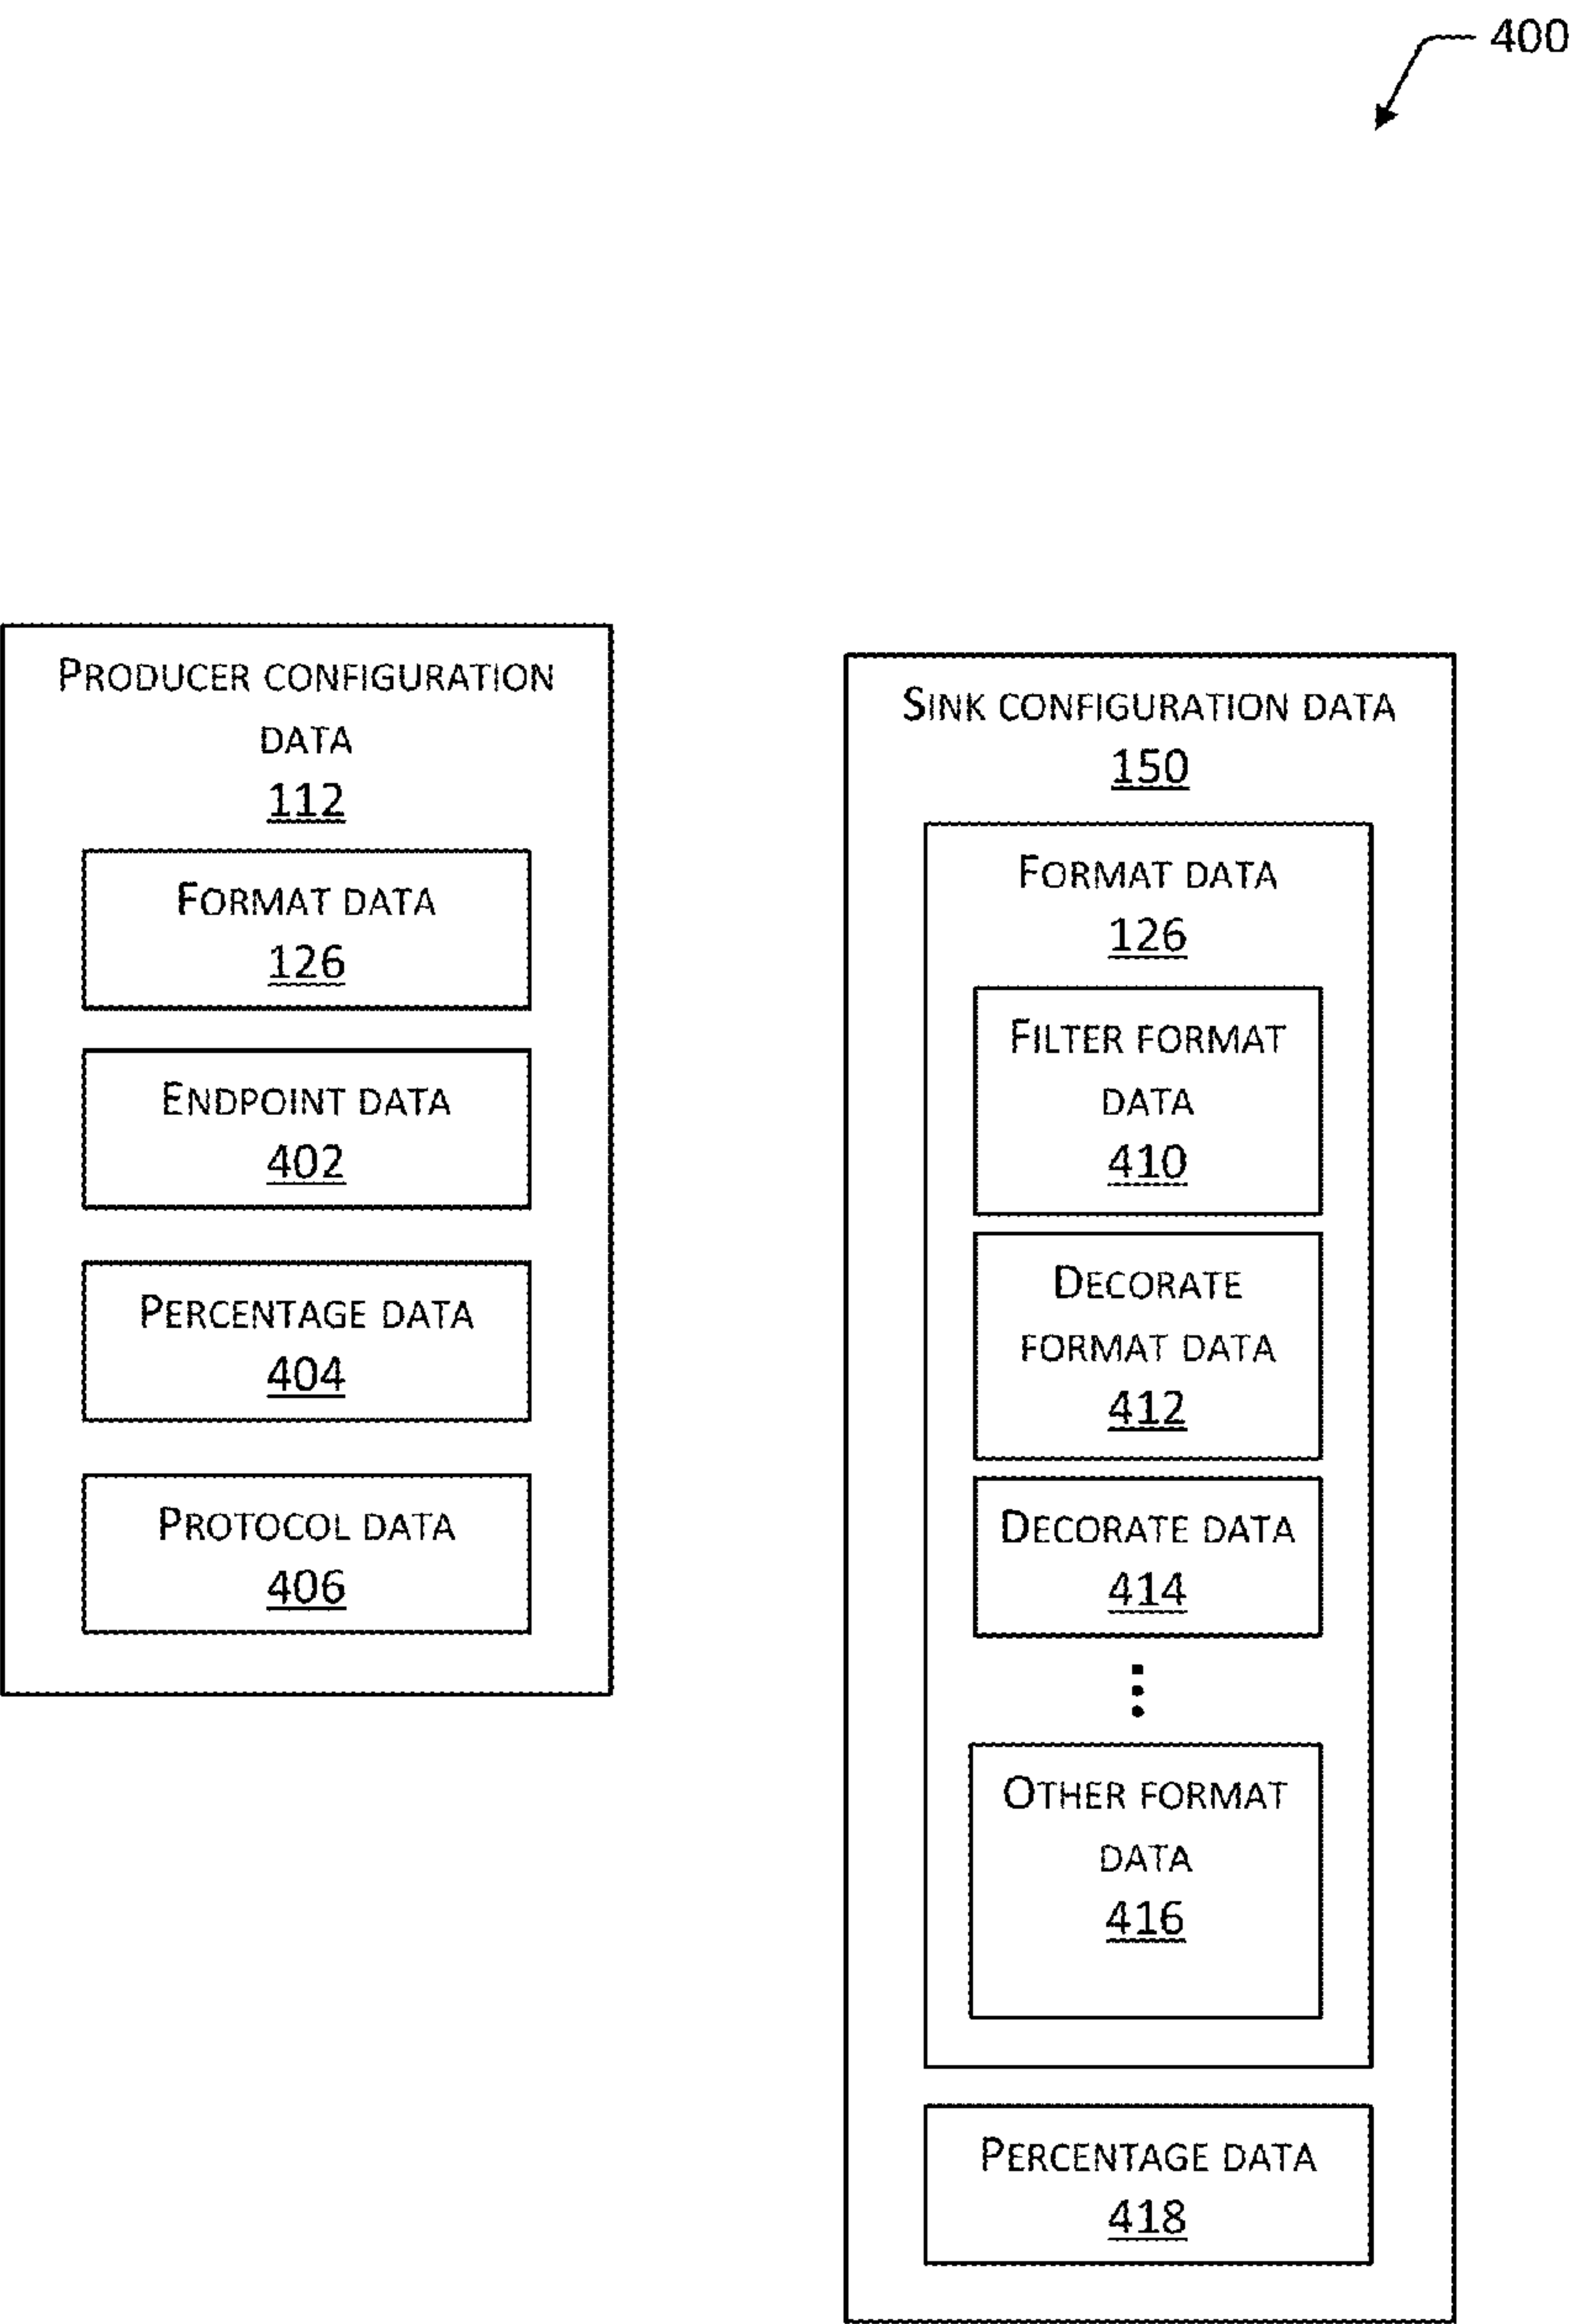 400
PRODUCER CONFIGURATION
DATA
112
FORMAT DATA
126
ENDPOINT DATA
402
PERCENTAGE DATA
404
PROTOCOL DATA
406
SINK CONFIGURATION DATA
150
FORMAT DATA
126
FILTER FORMAT
DATA
410
DECORATE
FORMAT DATA
412
DECORATE DATA
414
OTHER FORMAT
DATA
416
PERCENTAGE DATA
418